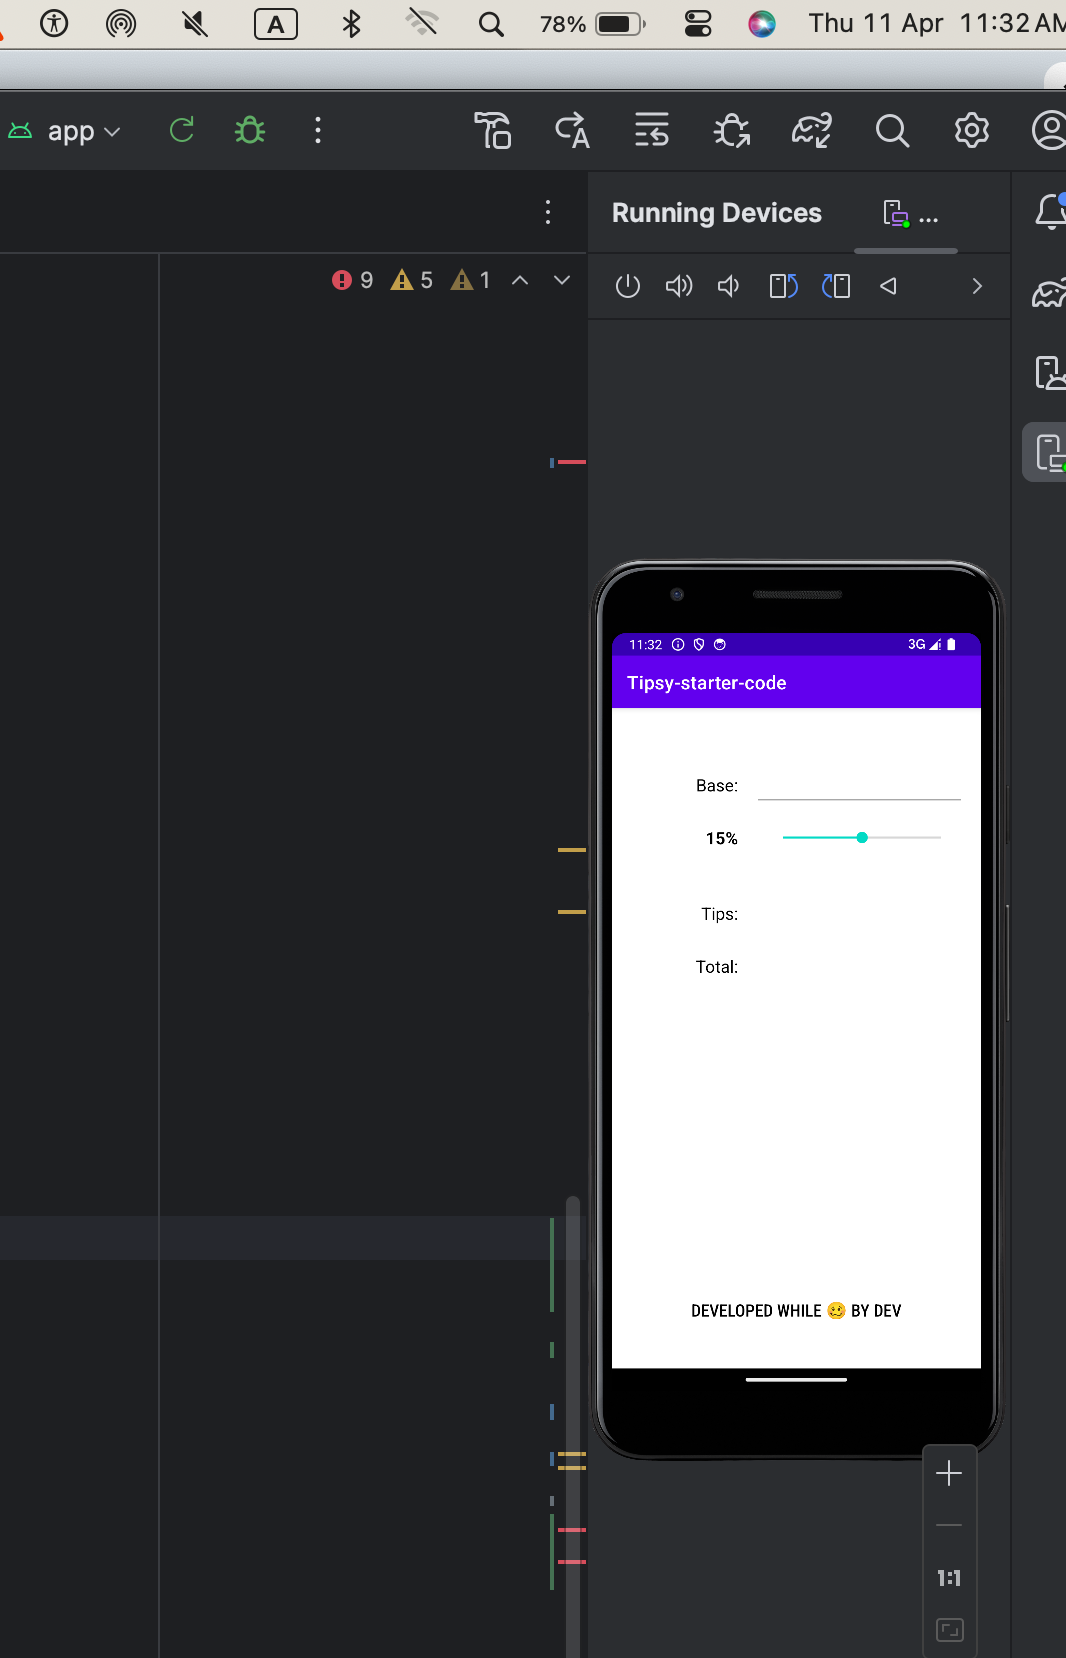 A 78% Thu 11 Apr 11:32 AM
app
Running Devices ...
9 5 1
11:32 3G
Tipsy-starter-code
Base:
15%
Tips:
Total:
DEVELOPED WHILE 🥴 BY DEV
1:1